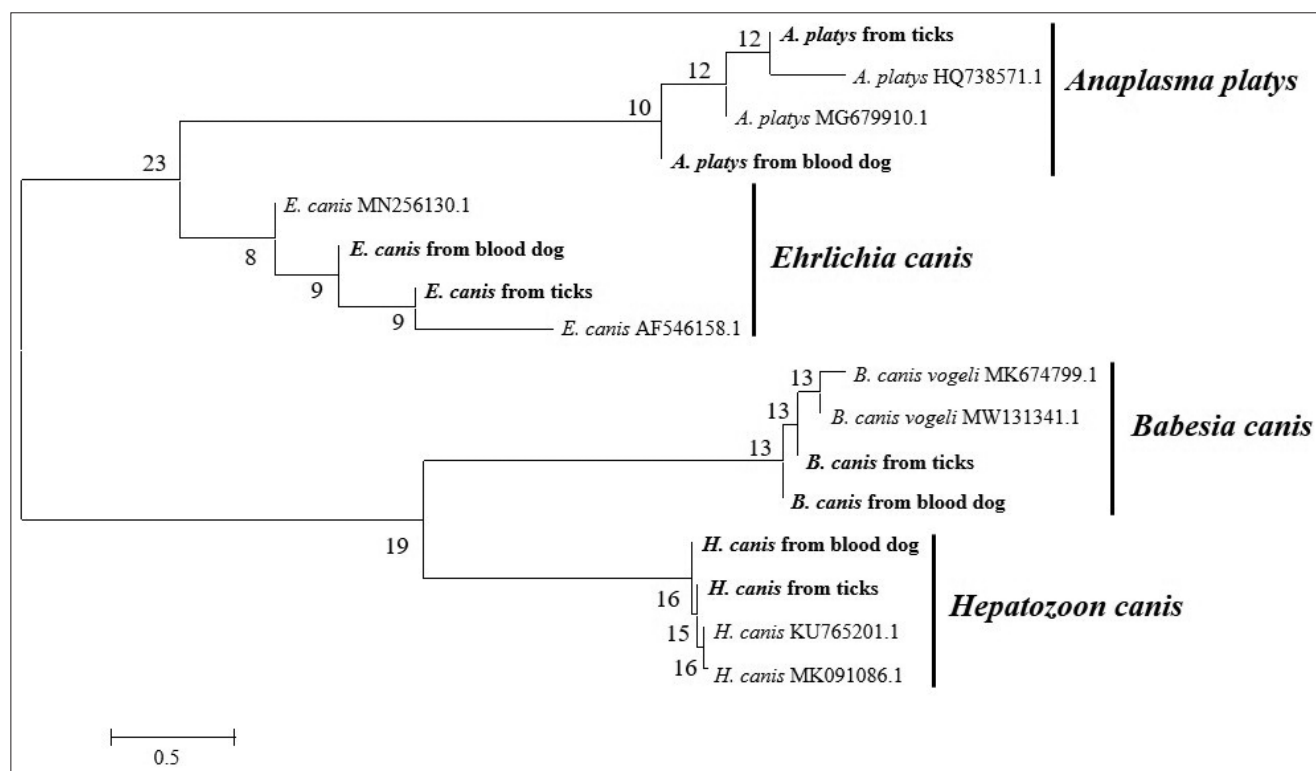 12
A. platys from ticks
12
A. platys HQ738571.1
Anaplasma platys
10
A. platys MG679910.1
A. platys from blood dog
23
E. canis MN256130.1
8
E. canis from blood dog
Ehrlichia canis
9
E. canis from ticks
9
E. canis AF546158.1
13
B. canis vogeli MK674799.1
13
B. canis vogeli MW131341.1
Babesia canis
13
B. canis from ticks
B. canis from blood dog
19
H. canis from blood dog
16
H. canis from ticks
Hepatozoon canis
15
H. canis KU765201.1
16
H. canis MK091086.1
0.5